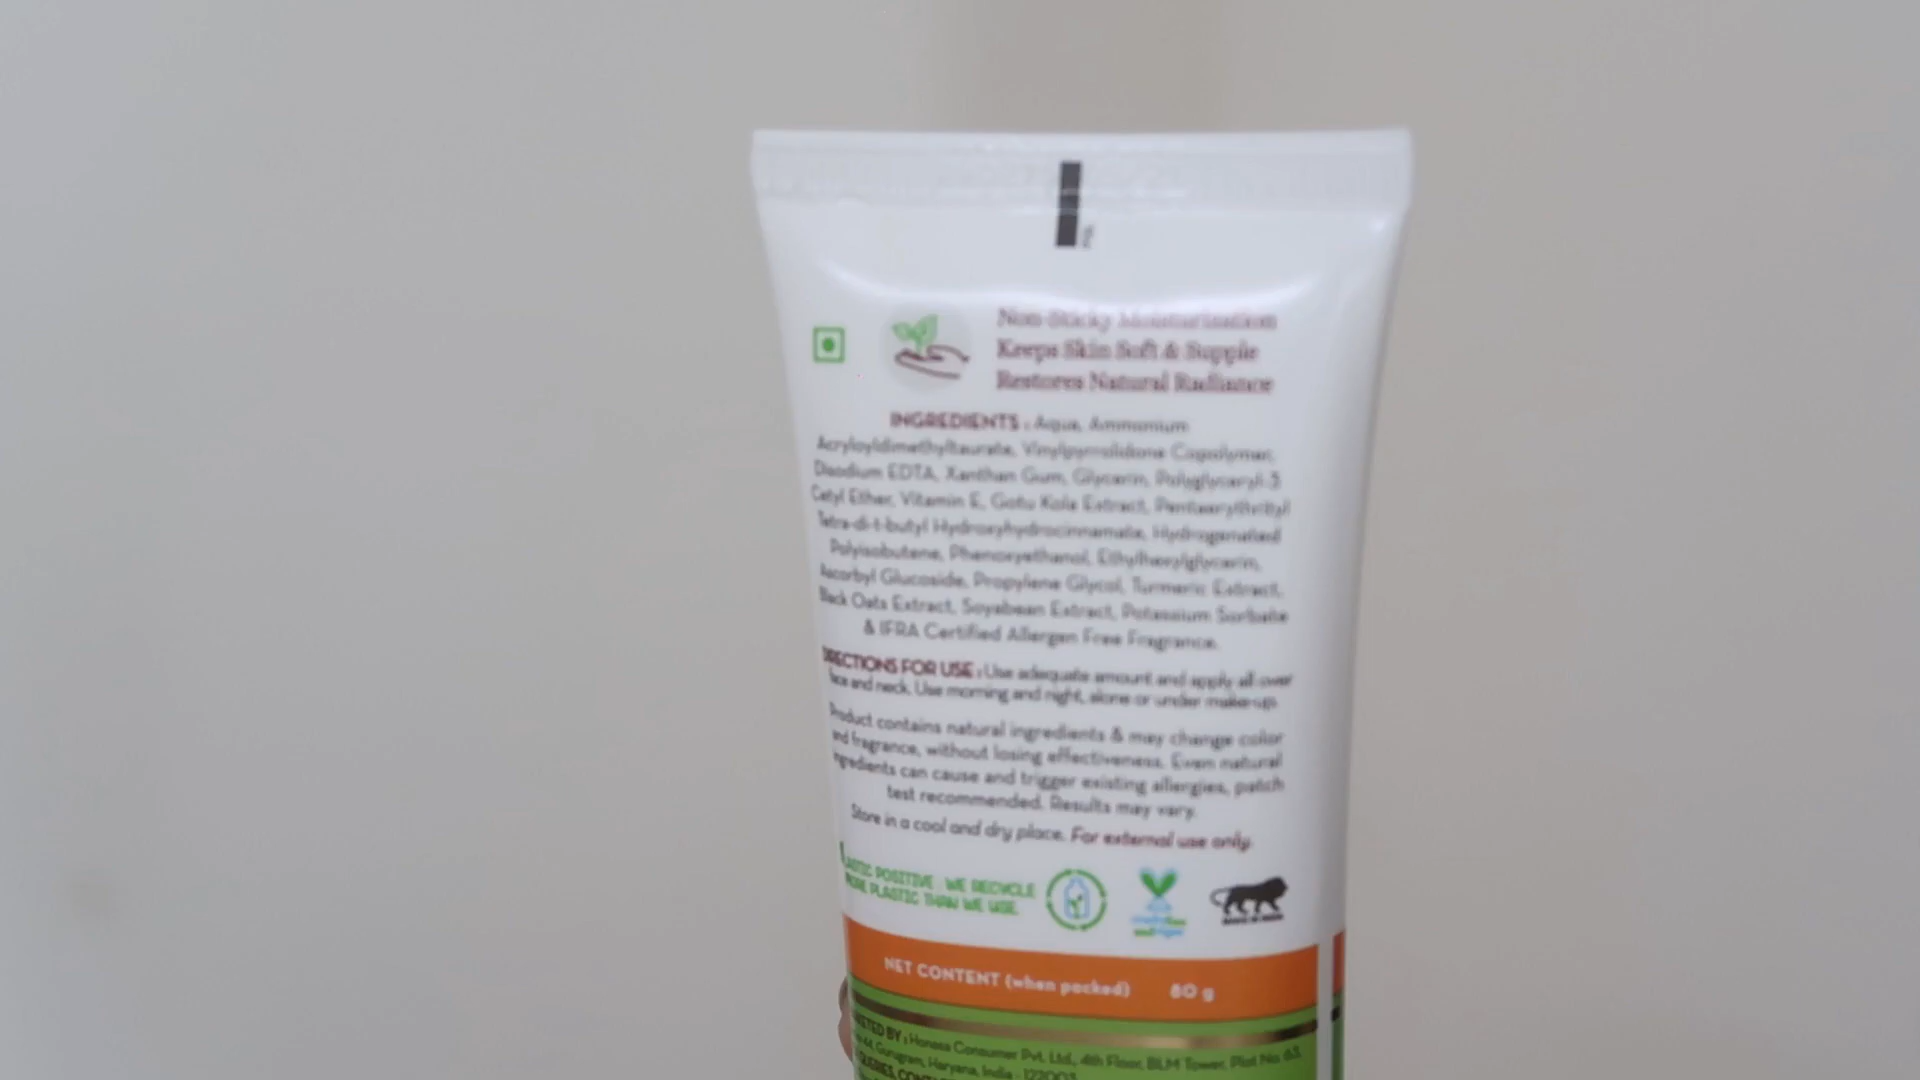 Non-Sticky Moisturization
Keeps Skin Soft & Supple
Restores Natural Radiance
INGREDIENTS : Aqua, Ammonium
Acryloyldimethyltaurate, Vinylpyrrolidone Copolymer,
Disodium EDTA, Xanthan Gum, Glycerin, Polyglyceryl-3
Cetyl Ether, Vitamin E, Gotu Kola Extract, Pentaerythrityl
Tetra-di-t-butyl Hydroxyhydrocinnamate, Hydrogenated
Polyisobutene, Phenoxyethanol, Ethylhexylglycerin,
Ascorbyl Glucoside, Propylene Glycol, Turmeric Extract,
Black Oats Extract, Soyabean Extract, Potassium Sorbate
& IFRA Certified Allergen Free Fragrance.
DIRECTIONS FOR USE : Use adequate amount and apply all over
face and neck. Use morning and night, alone or under make-up.
Product contains natural ingredients & may change color
and fragrance, without losing effectiveness. Even natural
ingredients can cause and trigger existing allergies, patch
test recommended. Results may vary.
Store in a cool and dry place. For external use only.
PLASTIC POSITIVE : WE RECYCLE
MORE PLASTIC THAN WE USE.
NET CONTENT (when packed) 80 g
BY : Honasa Consumer Pvt. Ltd., 4th Floor, BLM Tower, Plot No. 63,
44, Gurugram, Haryana, India - 122003